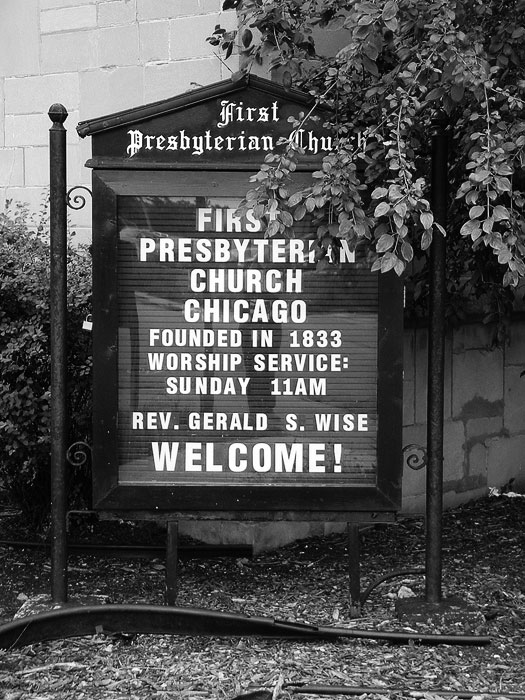 First
Presbyterian Church
FIRST
PRESBYTERIAN
CHURCH
CHICAGO
FOUNDED IN 1833
WORSHIP SERVICE:
SUNDAY 11AM
REV. GERALD S. WISE
WELCOME!